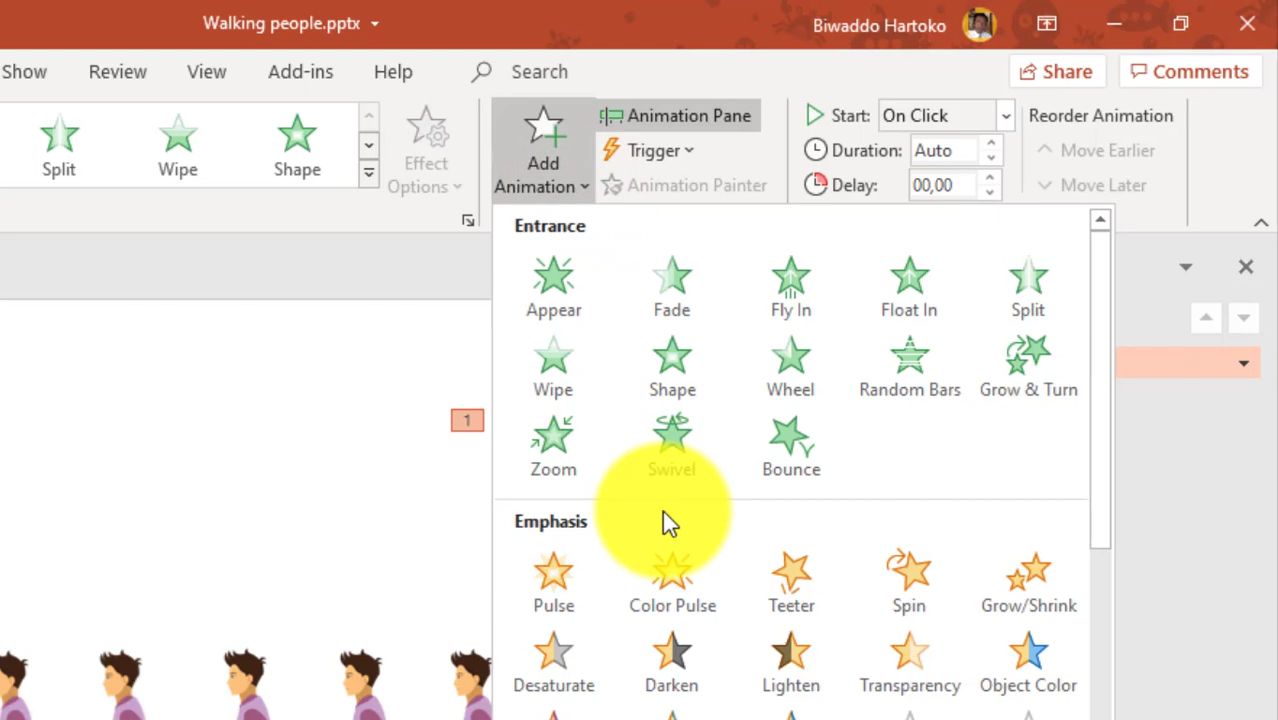 Walking people.pptx
Biwaddo Hartoko
Show Review View Add-ins Help Search Share Comments
Split Wipe Shape
Effect Options
Add Animation
Animation Pane
Trigger
Animation Painter
Start: On Click
Duration: Auto
Delay: 00,00
Reorder Animation
Move Earlier
Move Later
Entrance
Appear Fade Fly In Float In Split
Wipe Shape Wheel Random Bars Grow & Turn
1
Zoom Swivel Bounce
Emphasis
Pulse Color Pulse Teeter Spin Grow/Shrink
Desaturate Darken Lighten Transparency Object Color